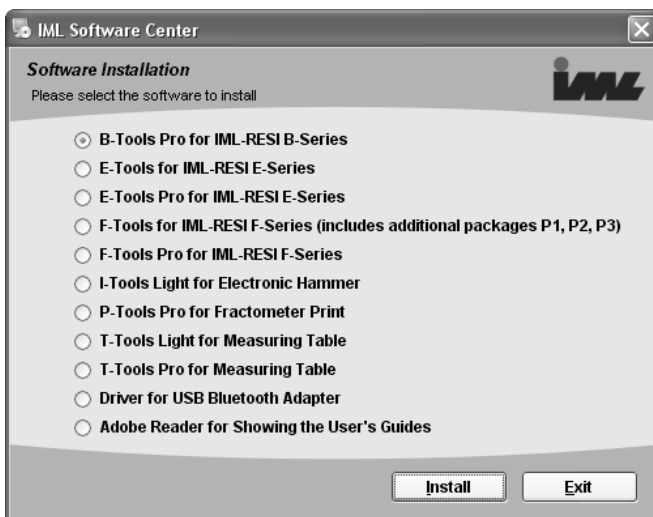 IML Software Center
Software Installation
Please select the software to install
iml
B-Tools Pro for IML-RESI B-Series
E-Tools for IML-RESI E-Series
E-Tools Pro for IML-RESI E-Series
F-Tools for IML-RESI F-Series (includes additional packages P1, P2, P3)
F-Tools Pro for IML-RESI F-Series
I-Tools Light for Electronic Hammer
P-Tools Pro for Fractometer Print
T-Tools Light for Measuring Table
T-Tools Pro for Measuring Table
Driver for USB Bluetooth Adapter
Adobe Reader for Showing the User's Guides
Install Exit